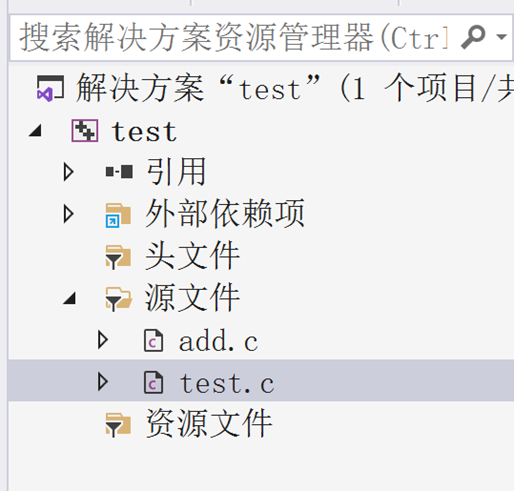 搜索解决方案资源管理器(Ctrl
解决方案“test”(1 个项目/共
test
引用
外部依赖项
头文件
源文件
add.c
test.c
资源文件